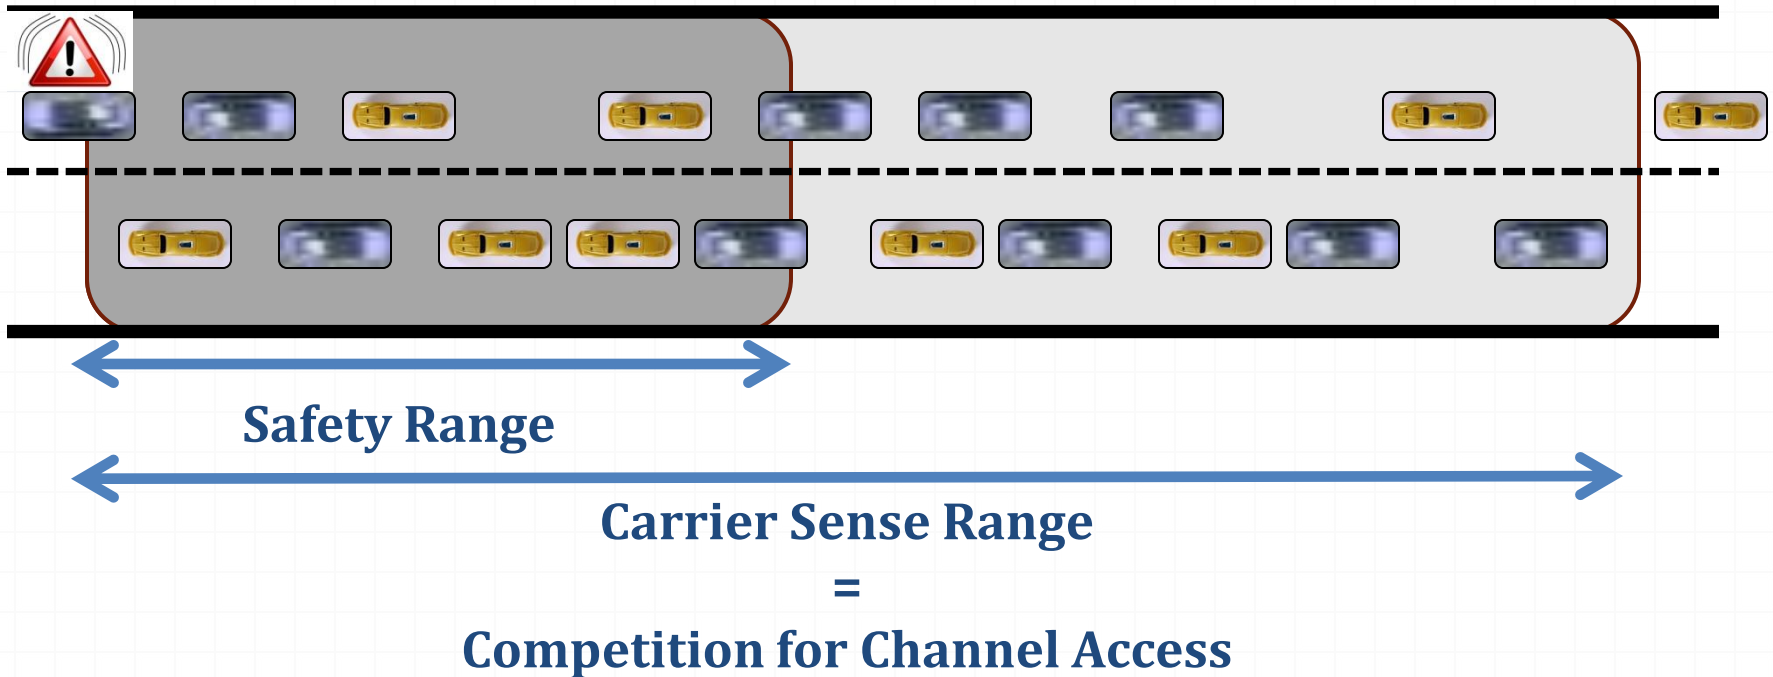 !
Safety Range
Carrier Sense Range
=
Competition for Channel Access